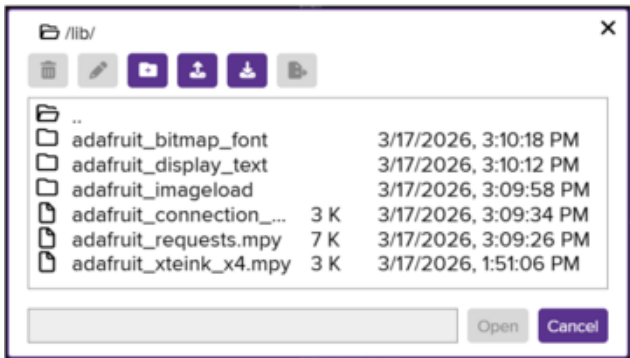 /lib/
..
adafruit_bitmap_font 3/17/2026, 3:10:18 PM
adafruit_display_text 3/17/2026, 3:10:12 PM
adafruit_imageload 3/17/2026, 3:09:58 PM
adafruit_connection_... 3 K 3/17/2026, 3:09:34 PM
adafruit_requests.mpy 7 K 3/17/2026, 3:09:26 PM
adafruit_xteink_x4.mpy 3 K 3/17/2026, 1:51:06 PM
Open Cancel